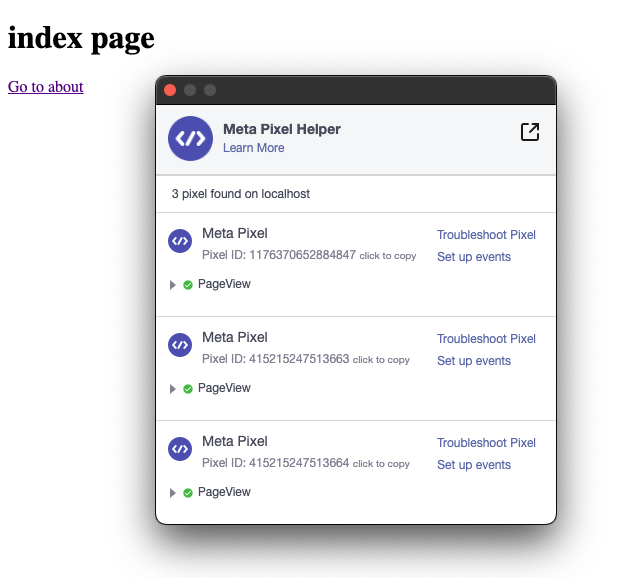 index page
Go to about
Meta Pixel Helper
Learn More
3 pixel found on localhost
Meta Pixel
Troubleshoot Pixel
Pixel ID: 1176370652884847 click to copy
Set up events
PageView
Meta Pixel
Troubleshoot Pixel
Pixel ID: 415215247513663 click to copy
Set up events
PageView
Meta Pixel
Troubleshoot Pixel
Pixel ID: 415215247513664 click to copy
Set up events
PageView